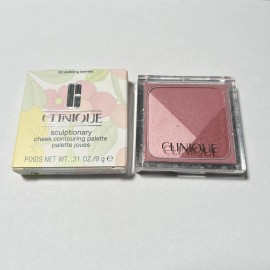 CLINIQUE
sculptionary
cheek contouring palette
palette joues
POIDS NET WT. .31 OZ/9 g ℮
CLINIQUE